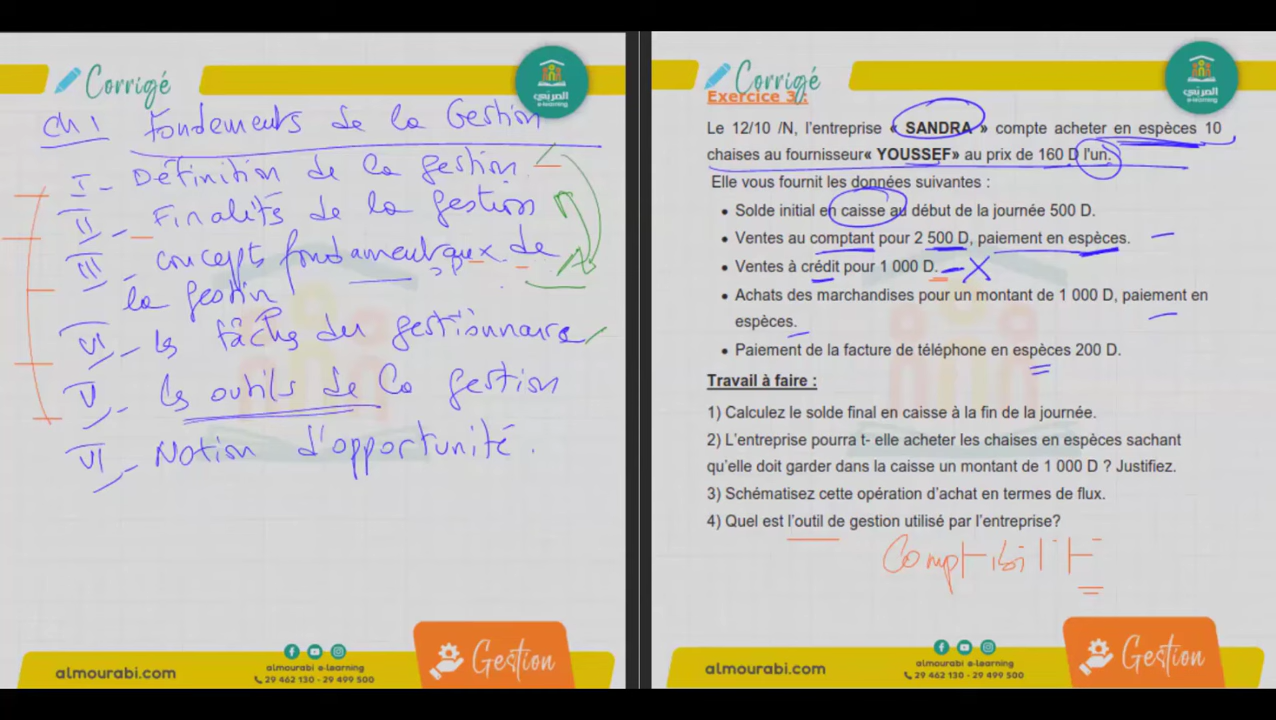 Corrigé
المربّي
e-learning
ch 1 Fondements de la Gestion
I - Définition de la gestion.
II - Finalités de la gestion
III - concepts fondamentaux de
la gestion
VI - les tâches du gestionnaire
V - les outils de la gestion
VI - Notion d'opportunité.
almourabi e-learning
almourabi.com
29 462 130 - 29 499 500
Gestion
Corrigé
المربّي
e-learning
Exercice 3 :
Le 12/10 /N, l'entreprise « SANDRA » compte acheter en espèces 10
chaises au fournisseur« YOUSSEF» au prix de 160 D l'un.
Elle vous fournit les données suivantes :
• Solde initial en caisse au début de la journée 500 D.
• Ventes au comptant pour 2 500 D, paiement en espèces.
• Ventes à crédit pour 1 000 D.
• Achats des marchandises pour un montant de 1 000 D, paiement en
espèces.
• Paiement de la facture de téléphone en espèces 200 D.
Travail à faire :
1) Calculez le solde final en caisse à la fin de la journée.
2) L'entreprise pourra t- elle acheter les chaises en espèces sachant
qu'elle doit garder dans la caisse un montant de 1 000 D ? Justifiez.
3) Schématisez cette opération d'achat en termes de flux.
4) Quel est l'outil de gestion utilisé par l'entreprise?
almourabi e-learning
almourabi.com
29 462 130 - 29 499 500
Gestion